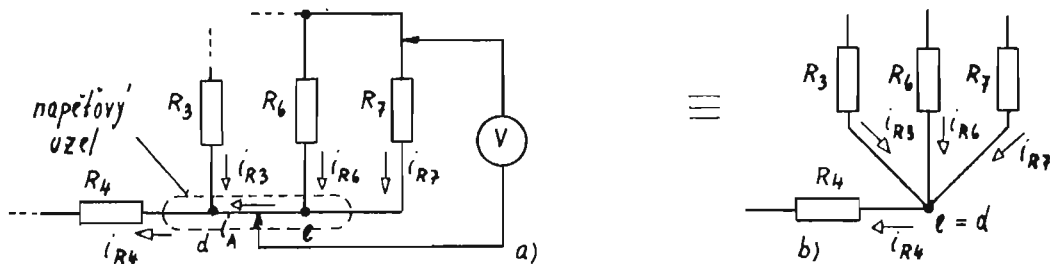 napěťový
uzel
R3
R6
R7
V
iR3
iR6
iR7
R4
iR4
d
iA
e
a)
≡
R3
R6
R7
iR3
iR6
iR7
R4
iR4
e = d
b)